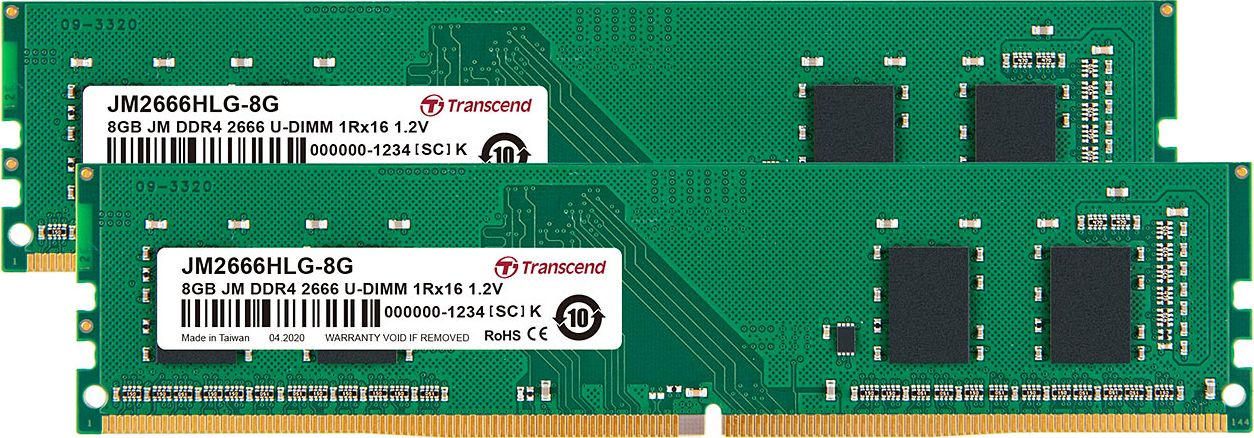 09-3320
JM2666HLG-8G Transcend
8GB JM DDR4 2666 U-DIMM 1Rx16 1.2V
000000-1234 [SC] K 10
1
09-3320
JM2666HLG-8G Transcend
8GB JM DDR4 2666 U-DIMM 1Rx16 1.2V
000000-1234 [SC] K 10
Made in Taiwan 04.2020 WARRANTY VOID IF REMOVED RoHS CE
1 144